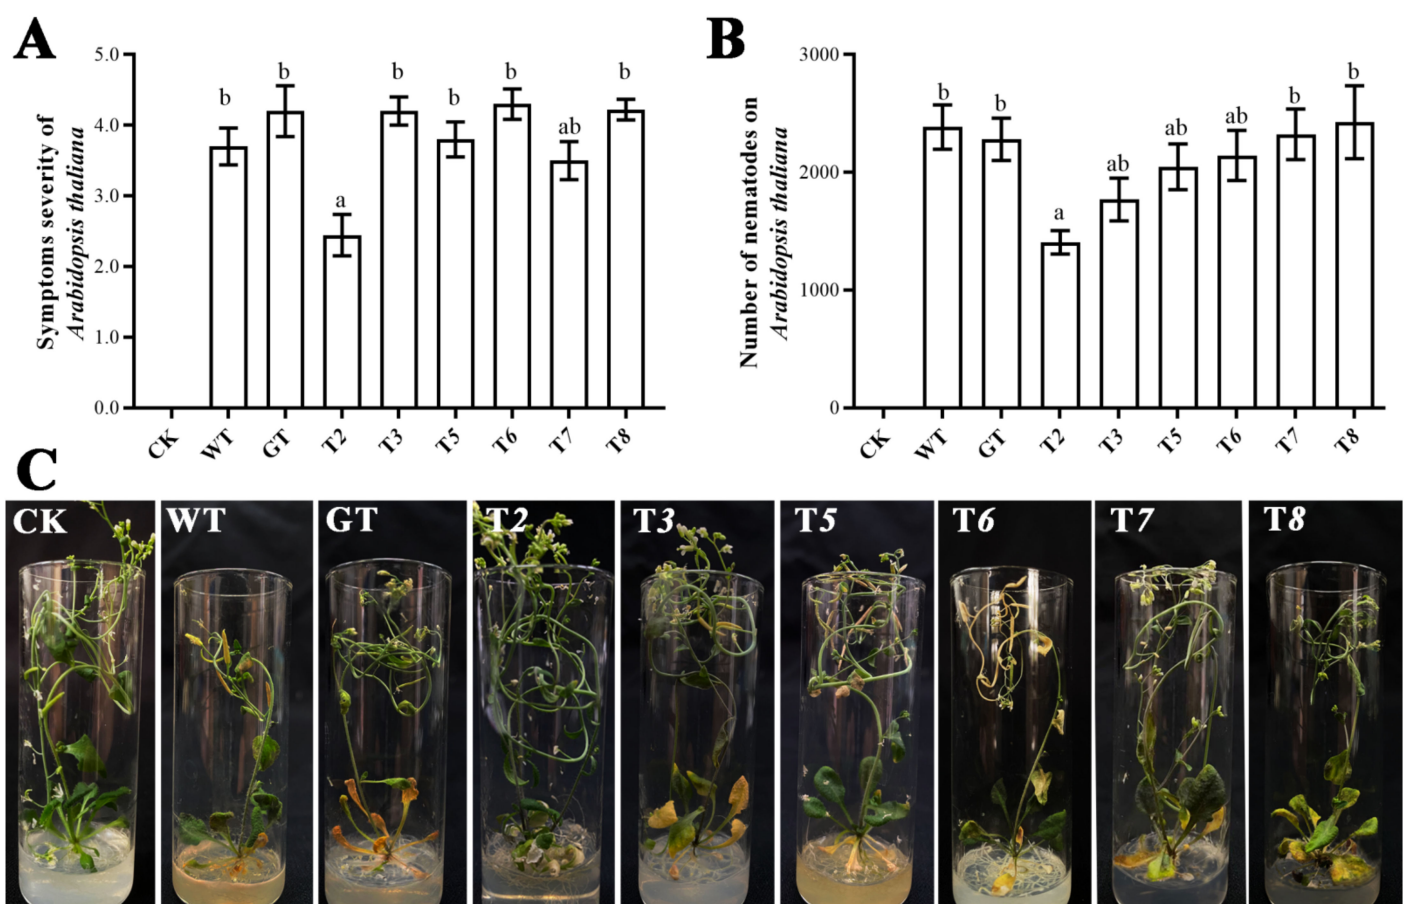 A
Symptoms severity of
Arabidopsis thaliana
5.0
4.0
3.0
2.0
1.0
0.0
b
b
a
b
b
b
ab
b
CK
WT
GT
T2
T3
T5
T6
T7
T8
B
Number of nematodes on
Arabidopsis thaliana
3000
2000
1000
0
b
b
a
ab
ab
ab
b
b
CK
WT
GT
T2
T3
T5
T6
T7
T8
C
CK
WT
GT
T2
T3
T5
T6
T7
T8